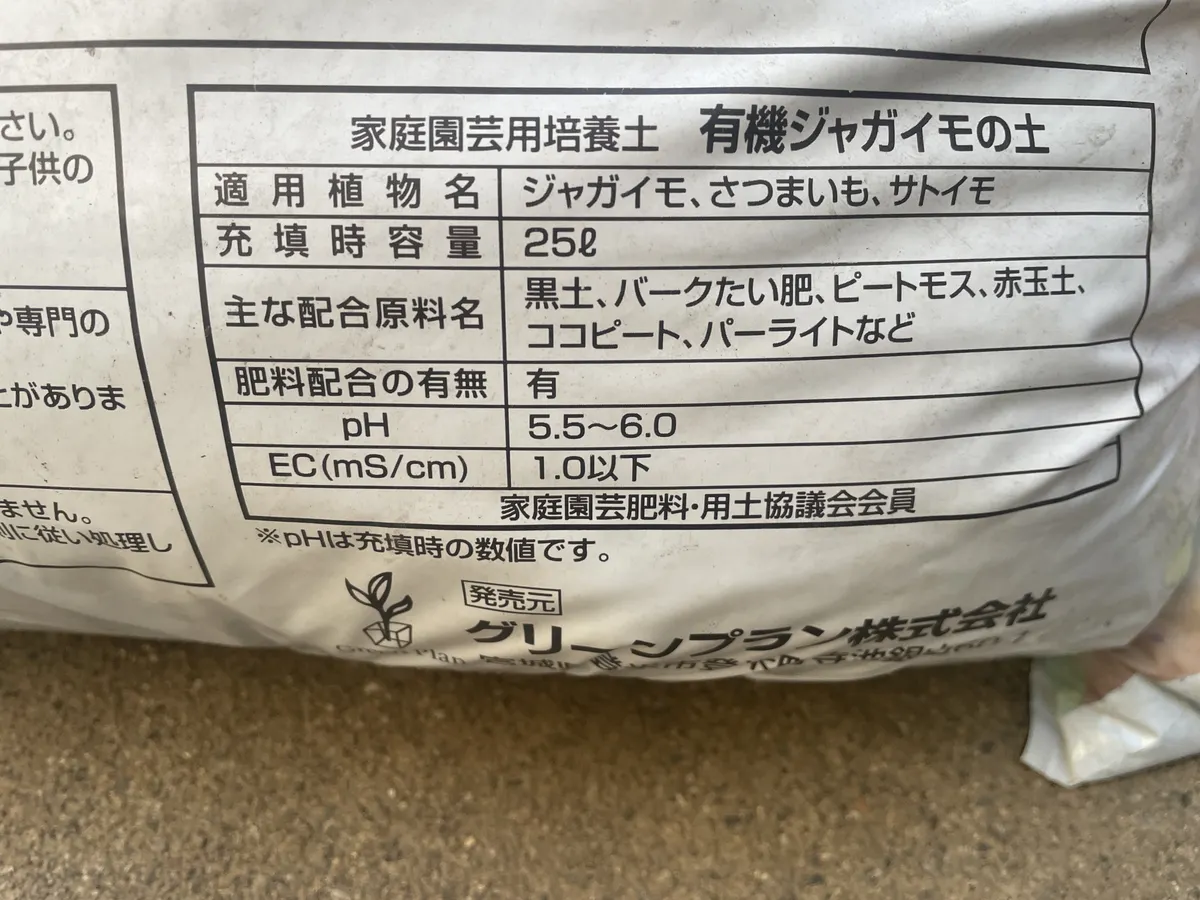 さい。
子供の
や専門の
がありま
ません。
に従い処理し
家庭園芸用培養土 有機ジャガイモの土
適用植物名 ジャガイモ、さつまいも、サトイモ
充填時容量 25ℓ
主な配合原料名 黒土、バークたい肥、ピートモス、赤玉土、
ココピート、パーライトなど
肥料配合の有無 有
pH 5.5〜6.0
EC(mS/cm) 1.0以下
家庭園芸肥料・用土協議会会員
※pHは充填時の数値です。
発売元
グリーンプラン株式会社
Green Plan